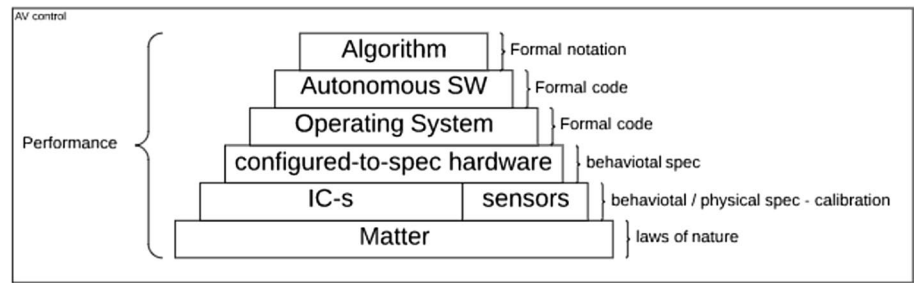 AV control
Algorithm
Formal notation
Autonomous SW
Formal code
Operating System
Formal code
Performance
configured-to-spec hardware
behaviotal spec
IC-s
sensors
behaviotal / physical spec - calibration
Matter
laws of nature